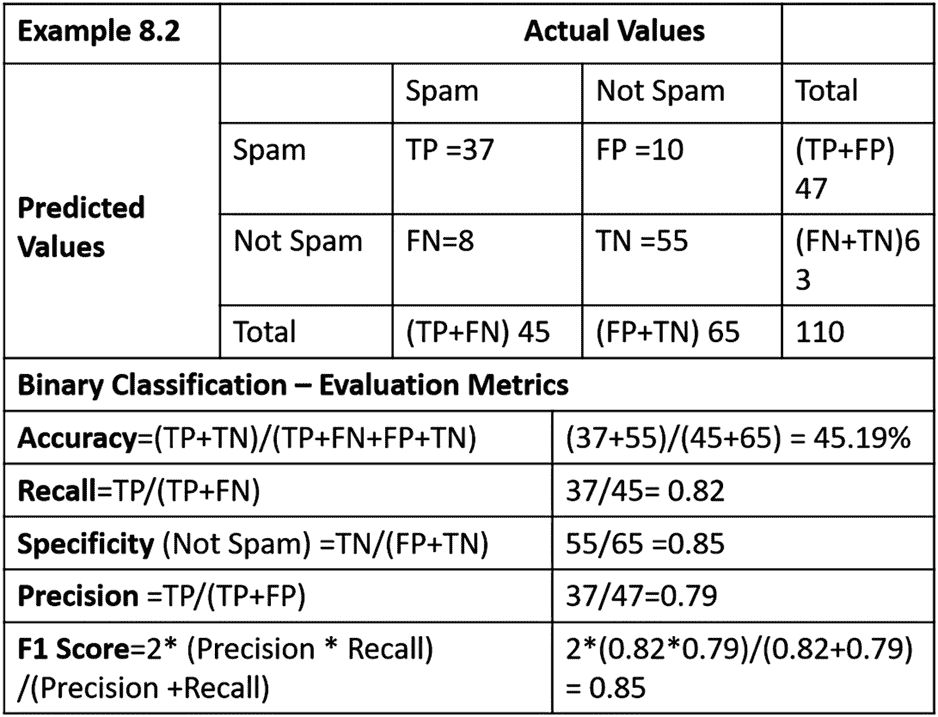 Example 8.2 Actual Values
Spam Not Spam Total
Predicted Values
Spam TP =37 FP =10 (TP+FP) 47
Not Spam FN=8 TN =55 (FN+TN)6 3
Total (TP+FN) 45 (FP+TN) 65 110
Binary Classification – Evaluation Metrics
Accuracy=(TP+TN)/(TP+FN+FP+TN) (37+55)/(45+65) = 45.19%
Recall=TP/(TP+FN) 37/45= 0.82
Specificity (Not Spam) =TN/(FP+TN) 55/65 =0.85
Precision =TP/(TP+FP) 37/47=0.79
F1 Score=2* (Precision * Recall)
/(Precision +Recall)
2*(0.82*0.79)/(0.82+0.79)
= 0.85